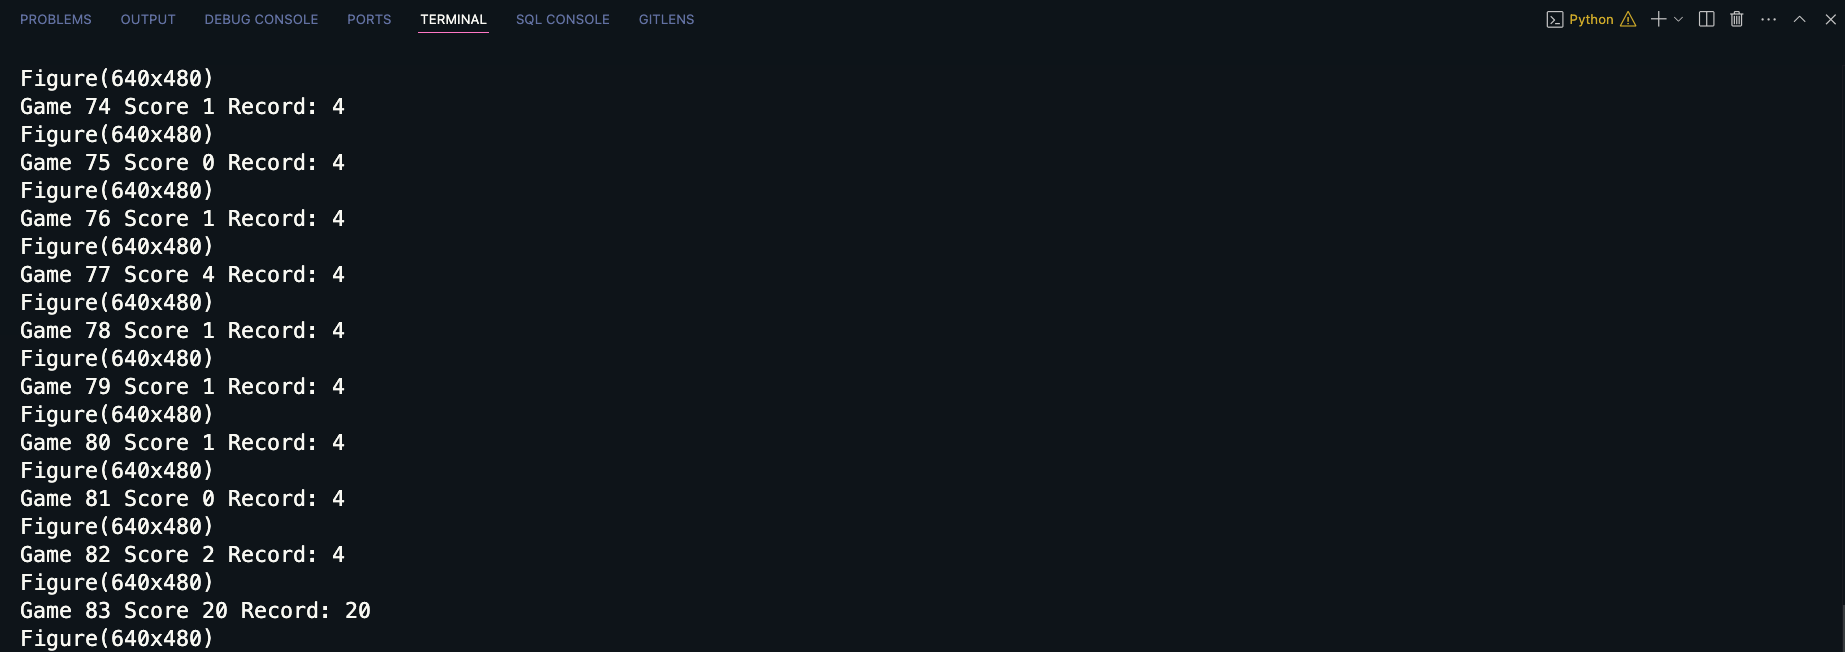 PROBLEMS OUTPUT DEBUG CONSOLE PORTS TERMINAL SQL CONSOLE GITLENS Python
Figure(640x480)
Game 74 Score 1 Record: 4
Figure(640x480)
Game 75 Score 0 Record: 4
Figure(640x480)
Game 76 Score 1 Record: 4
Figure(640x480)
Game 77 Score 4 Record: 4
Figure(640x480)
Game 78 Score 1 Record: 4
Figure(640x480)
Game 79 Score 1 Record: 4
Figure(640x480)
Game 80 Score 1 Record: 4
Figure(640x480)
Game 81 Score 0 Record: 4
Figure(640x480)
Game 82 Score 2 Record: 4
Figure(640x480)
Game 83 Score 20 Record: 20
Figure(640x480)